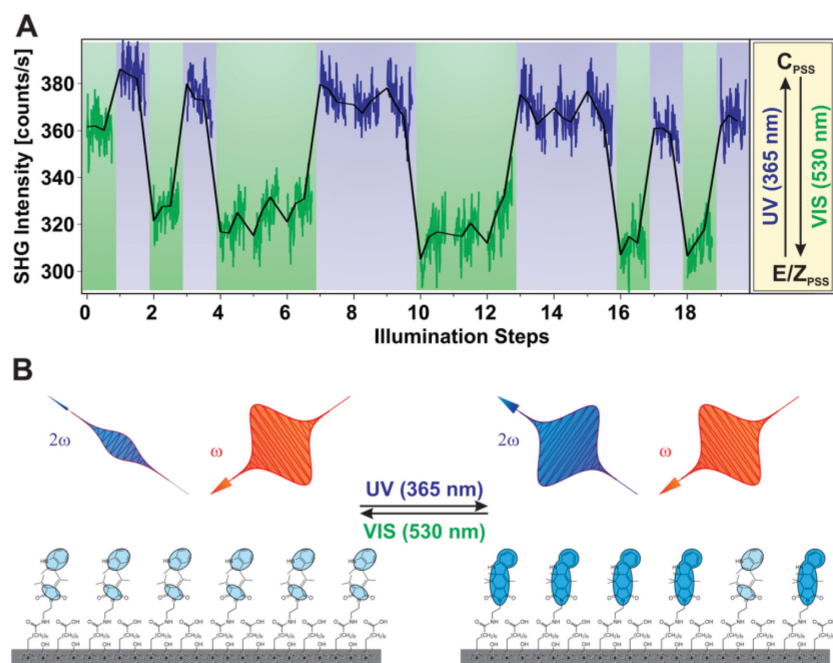 A
SHG Intensity [counts/s]
380
360
340
320
300
0
2
4
6
8
10
12
14
16
18
Illumination Steps
C_PSS
UV (365 nm)
VIS (530 nm)
E/Z_PSS
B
2ω
ω
2ω
ω
UV (365 nm)
VIS (530 nm)